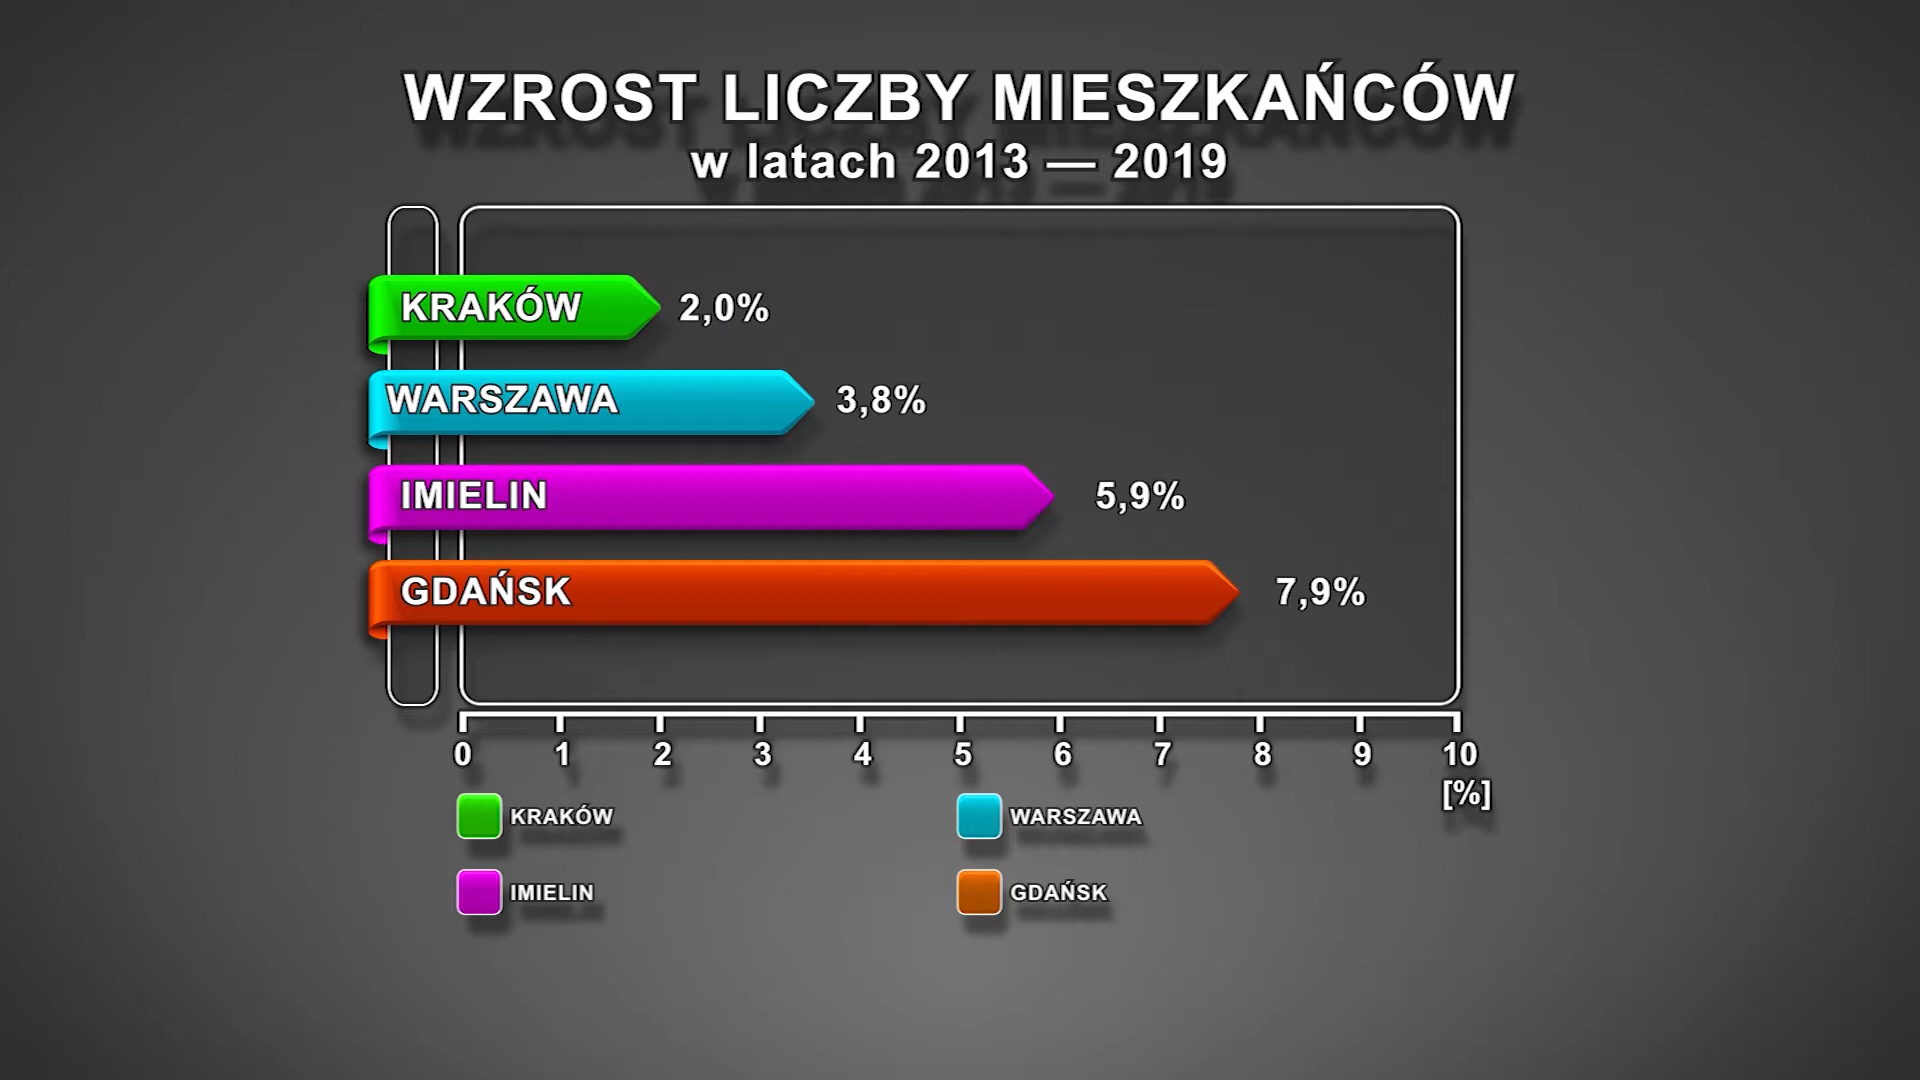 WZROST LICZBY MIESZKAŃCÓW
w latach 2013 — 2019
KRAKÓW 2,0%
WARSZAWA 3,8%
IMIELIN 5,9%
GDAŃSK 7,9%
0 1 2 3 4 5 6 7 8 9 10
[%]
KRAKÓW WARSZAWA
IMIELIN GDAŃSK